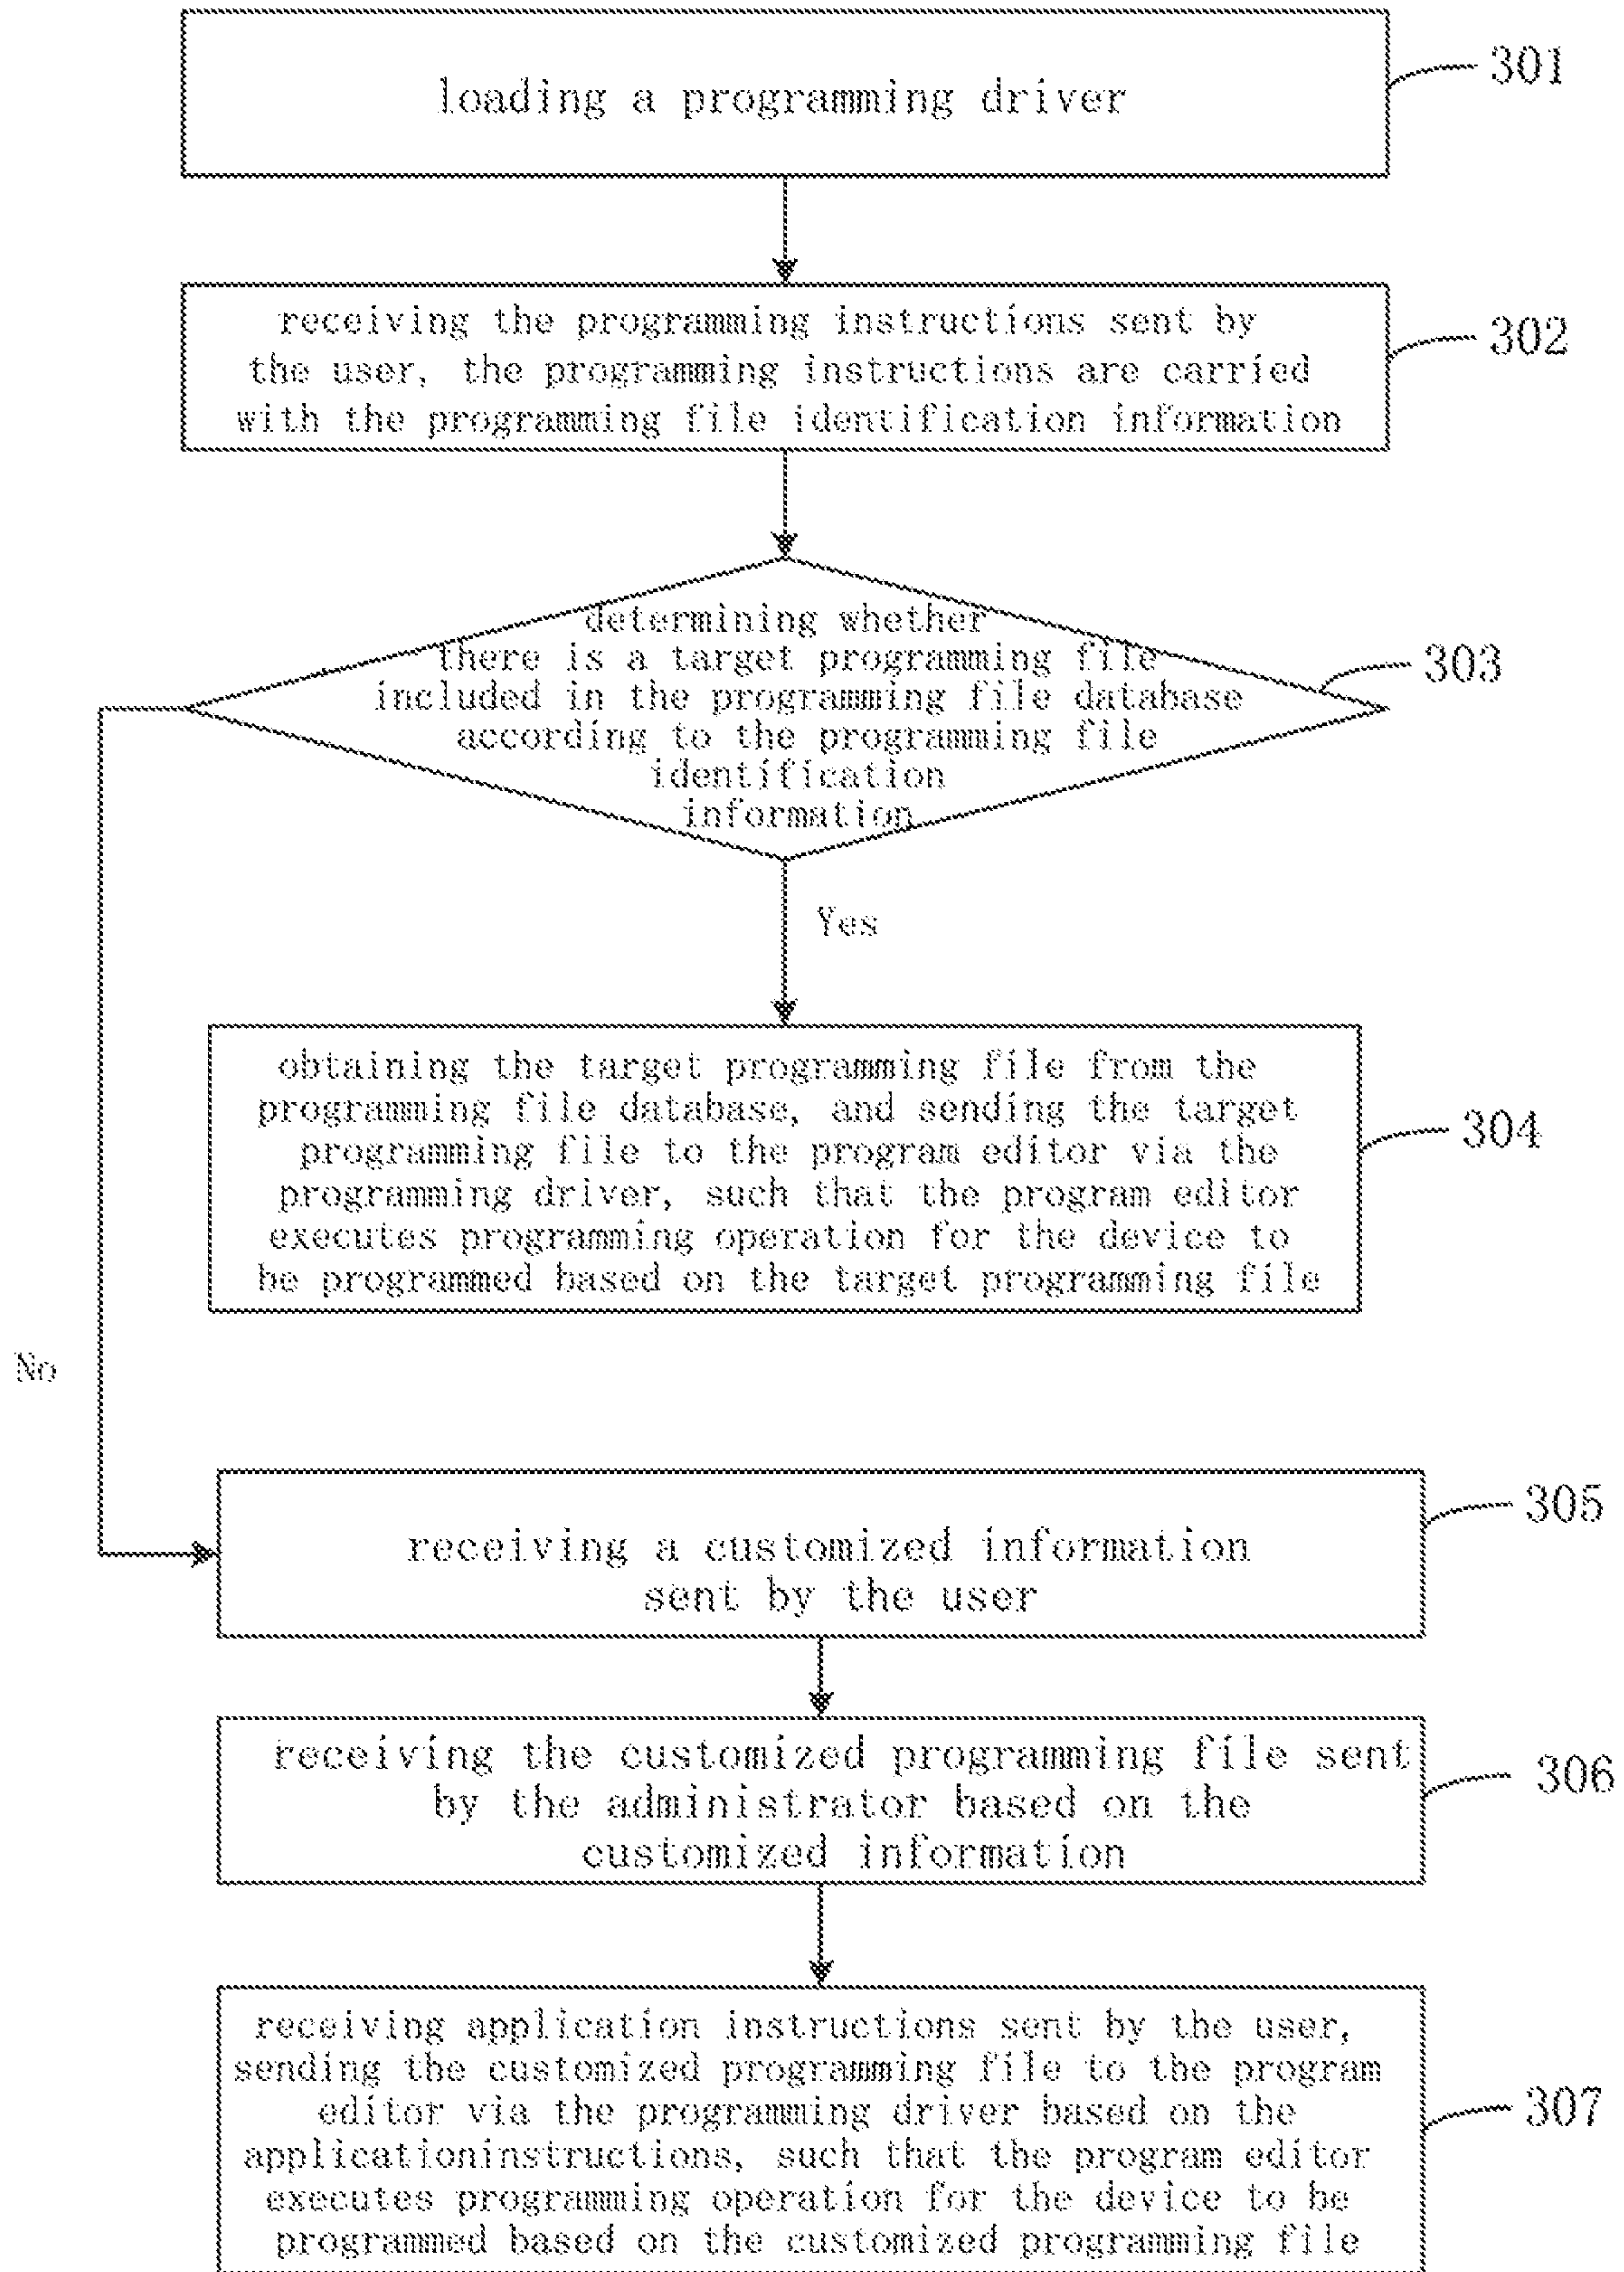 loading a programming driver
301
receiving the programming instructions sent by
the user, the programming instructions are carried
with the programming file identification information
302
determining whether
there is a target programming file
included in the programming file database
according to the programming file
identification
information
303
Yes
obtaining the target programming file from the
programming file database, and sending the target
programming file to the program editor via the
programming driver, such that the program editor
executes programming operation for the device to
be programmed based on the target programming file
304
No
receiving a customized information
sent by the user
305
receiving the customized programming file sent
by the administrator based on the
customized information
306
receiving application instructions sent by the user,
sending the customized programming file to the program
editor via the programming driver based on the
applicationinstructions, such that the program editor
executes programming operation for the device to be
programmed based on the customized programming file
307